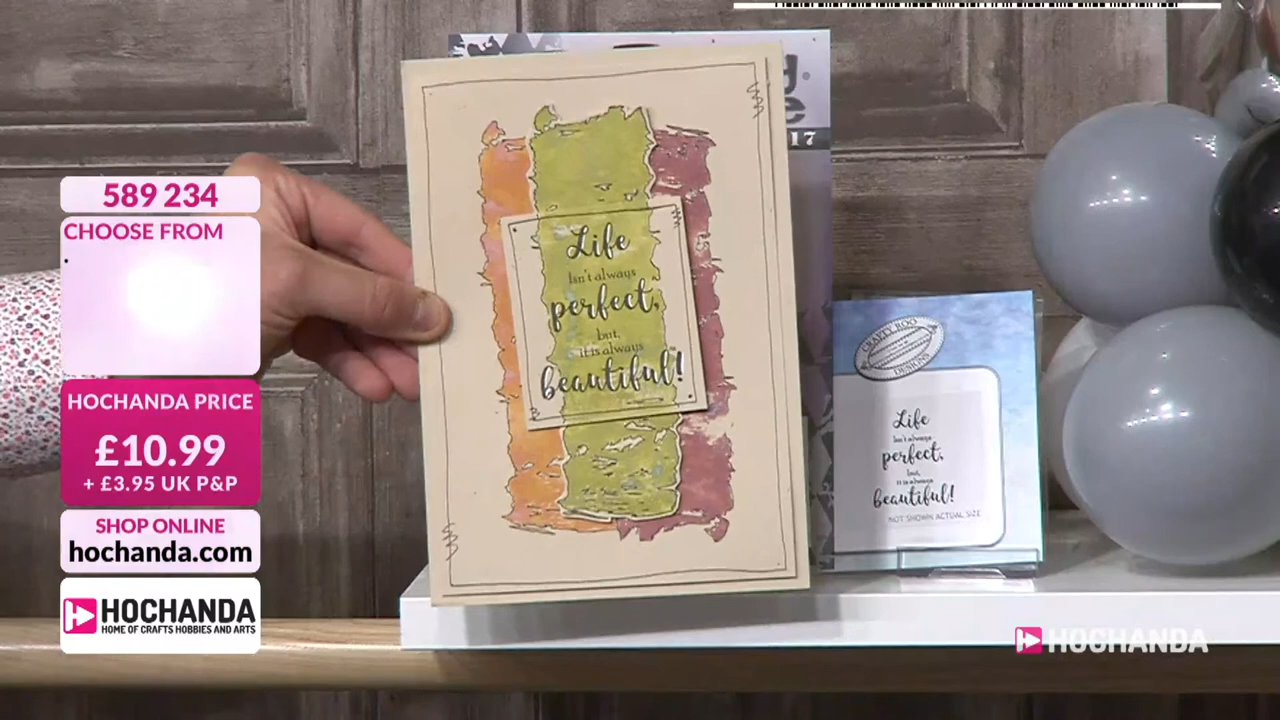 589 234
CHOOSE FROM
HOCHANDA PRICE
£10.99
+ £3.95 UK P&P
SHOP ONLINE
hochanda.com
HOCHANDA
HOME OF CRAFTS HOBBIES AND ARTS
17
Life
Isn't always
perfect,
but,
it is always
beautiful!
CRAFTY ROO
DESIGNS
Life
Isn't always
perfect,
but,
it is always
beautiful!
NOT SHOWN ACTUAL SIZE
HOCHANDA